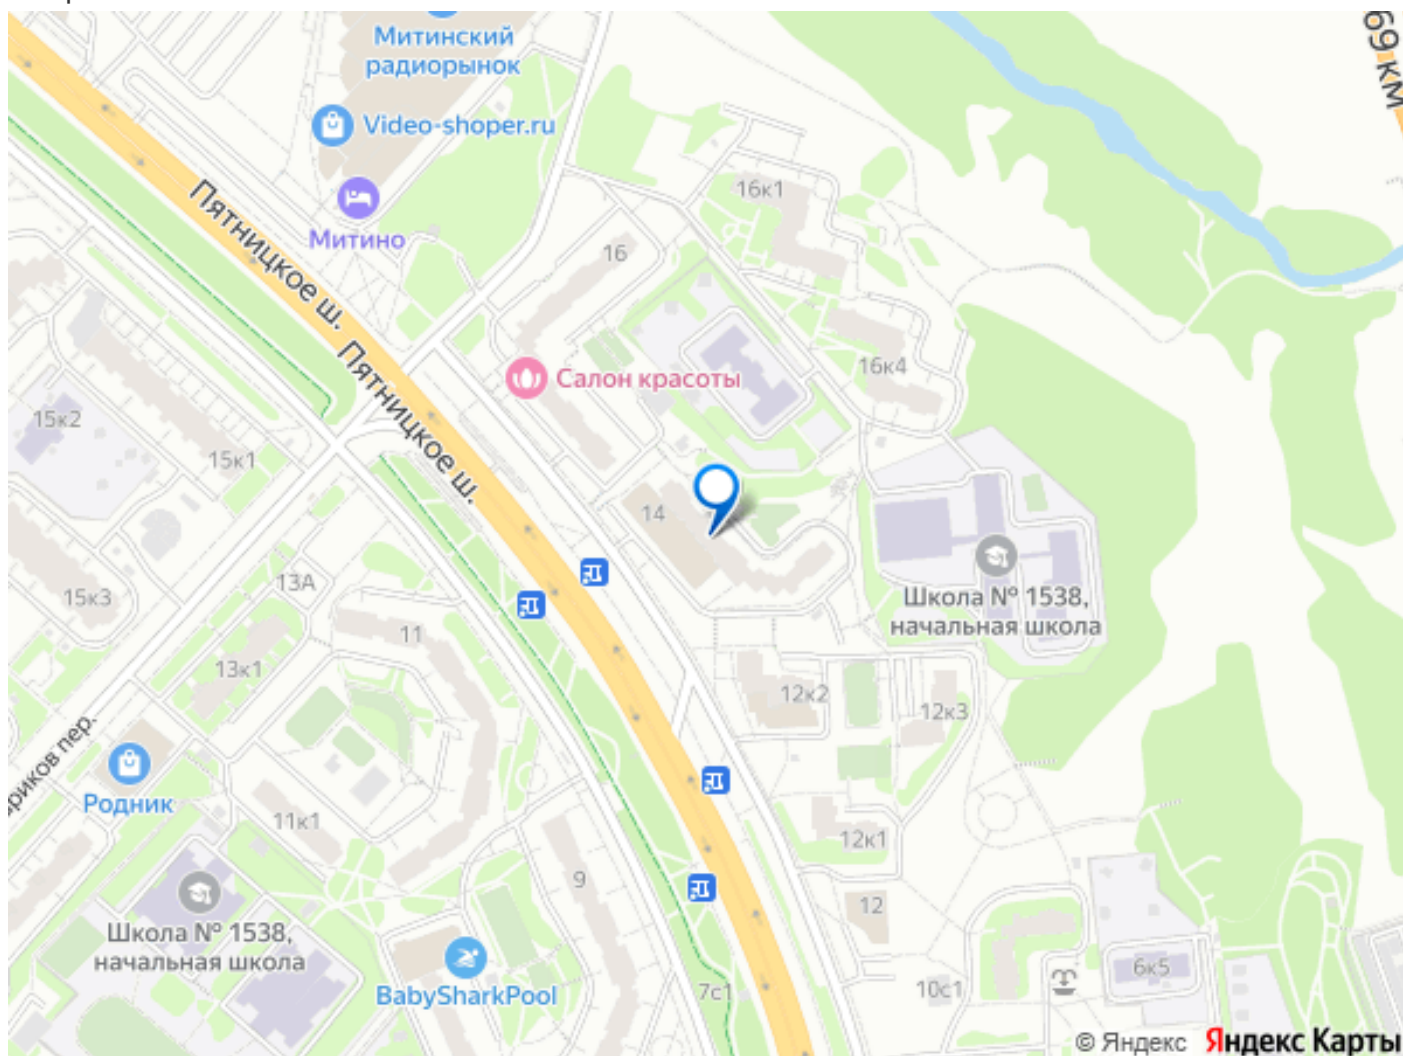 69 км
Митинский
радиорынок
Video-shoper.ru
Митино
16к1
16
Пятницкое ш.
Пятницкое ш.
Салон красоты
16к4
15к2
15к1
14
15к3
13А
11
13к1
Школа № 1538,
начальная школа
12к2
12к3
Родник
11к1
12к1
9
12
Школа № 1538,
начальная школа
BabySharkPool
7с1
10с1
6к5
© Яндекс Яндекс Карты